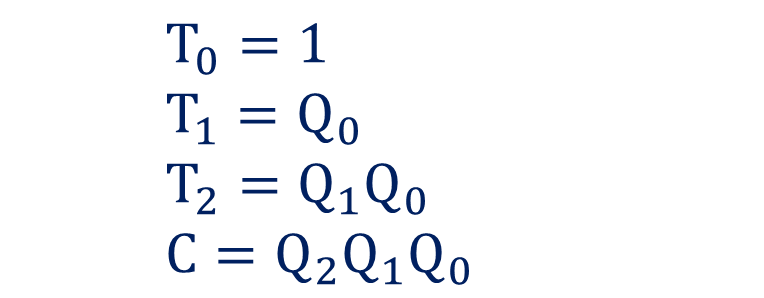 T₀ = 1
T₁ = Q₀
T₂ = Q₁Q₀
C = Q₂Q₁Q₀